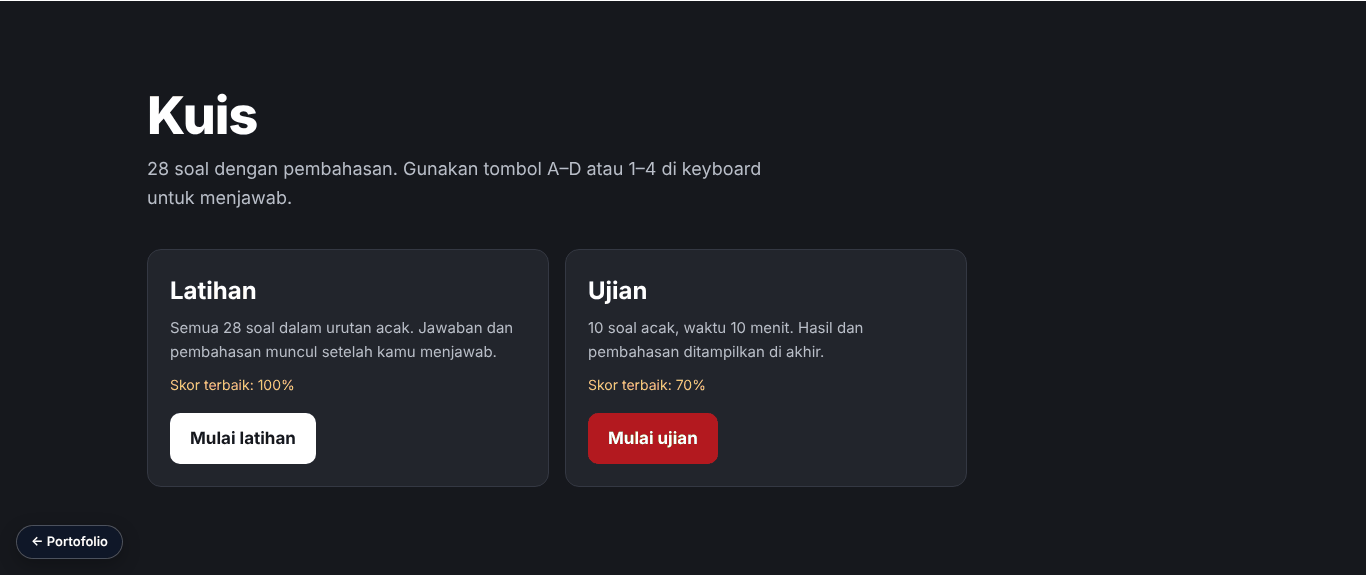 Kuis
28 soal dengan pembahasan. Gunakan tombol A–D atau 1–4 di keyboard
untuk menjawab.
Latihan
Semua 28 soal dalam urutan acak. Jawaban dan
pembahasan muncul setelah kamu menjawab.
Skor terbaik: 100%
Mulai latihan
Ujian
10 soal acak, waktu 10 menit. Hasil dan
pembahasan ditampilkan di akhir.
Skor terbaik: 70%
Mulai ujian
← Portofolio